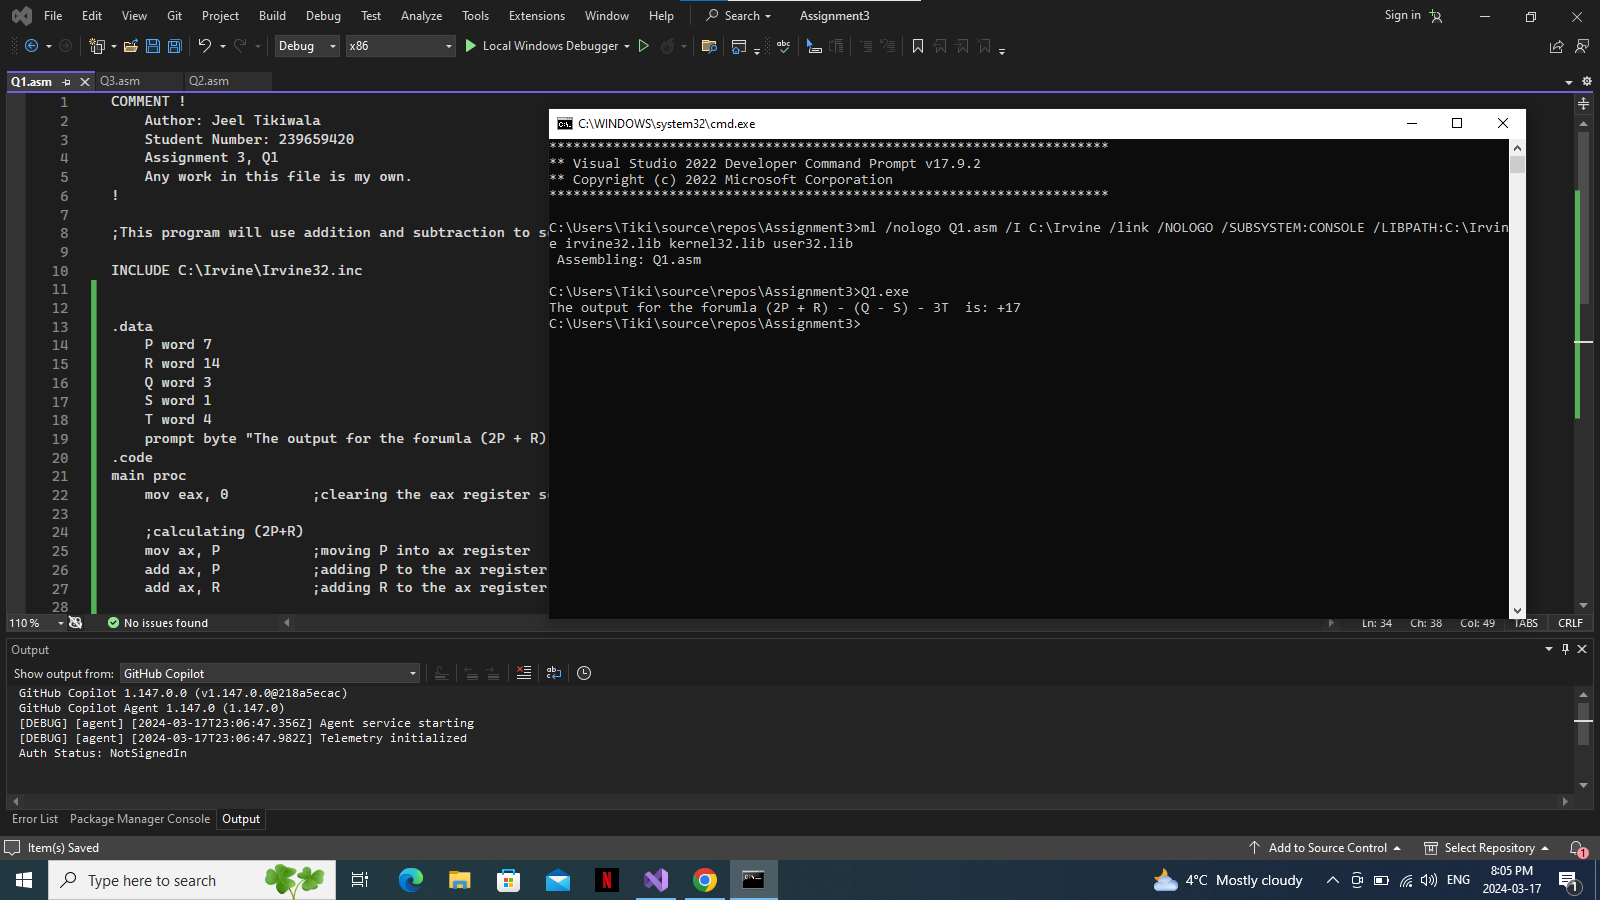 File Edit View Git Project Build Debug Test Analyze Tools Extensions Window Help Search Assignment3 Sign in
Debug x86 Local Windows Debugger
Q1.asm Q3.asm Q2.asm
1 COMMENT !
2 Author: Jeel Tikiwala
3 Student Number: 239659420
4 Assignment 3, Q1
5 Any work in this file is my own.
6 !
7
8 ;This program will use addition and subtraction to s
9
10 INCLUDE C:\Irvine\Irvine32.inc
11
12
13 .data
14 P word 7
15 R word 14
16 Q word 3
17 S word 1
18 T word 4
19 prompt byte "The output for the forumla (2P + R)
20 .code
21 main proc
22 mov eax, 0 ;clearing the eax register s
23
24 ;calculating (2P+R)
25 mov ax, P ;moving P into ax register
26 add ax, P ;adding P to the ax register
27 add ax, R ;adding R to the ax register
28
C:\WINDOWS\system32\cmd.exe
**********************************************************************
** Visual Studio 2022 Developer Command Prompt v17.9.2
** Copyright (c) 2022 Microsoft Corporation
**********************************************************************
C:\Users\Tiki\source\repos\Assignment3>ml /nologo Q1.asm /I C:\Irvine /link /NOLOGO /SUBSYSTEM:CONSOLE /LIBPATH:C:\Irvin
e irvine32.lib kernel32.lib user32.lib
Assembling: Q1.asm
C:\Users\Tiki\source\repos\Assignment3>Q1.exe
The output for the forumla (2P + R) - (Q - S) - 3T  is: +17
C:\Users\Tiki\source\repos\Assignment3>
110 % No issues found Ln: 34 Ch: 38 Col: 49 TABS CRLF
Output
Show output from: GitHub Copilot
GitHub Copilot 1.147.0.0 (v1.147.0.0@218a5ecac)
GitHub Copilot Agent 1.147.0 (1.147.0)
[DEBUG] [agent] [2024-03-17T23:06:47.356Z] Agent service starting
[DEBUG] [agent] [2024-03-17T23:06:47.982Z] Telemetry initialized
Auth Status: NotSignedIn
Error List Package Manager Console Output
Item(s) Saved Add to Source Control Select Repository 1
Type here to search 4°C Mostly cloudy ENG 8:05 PM
2024-03-17 1